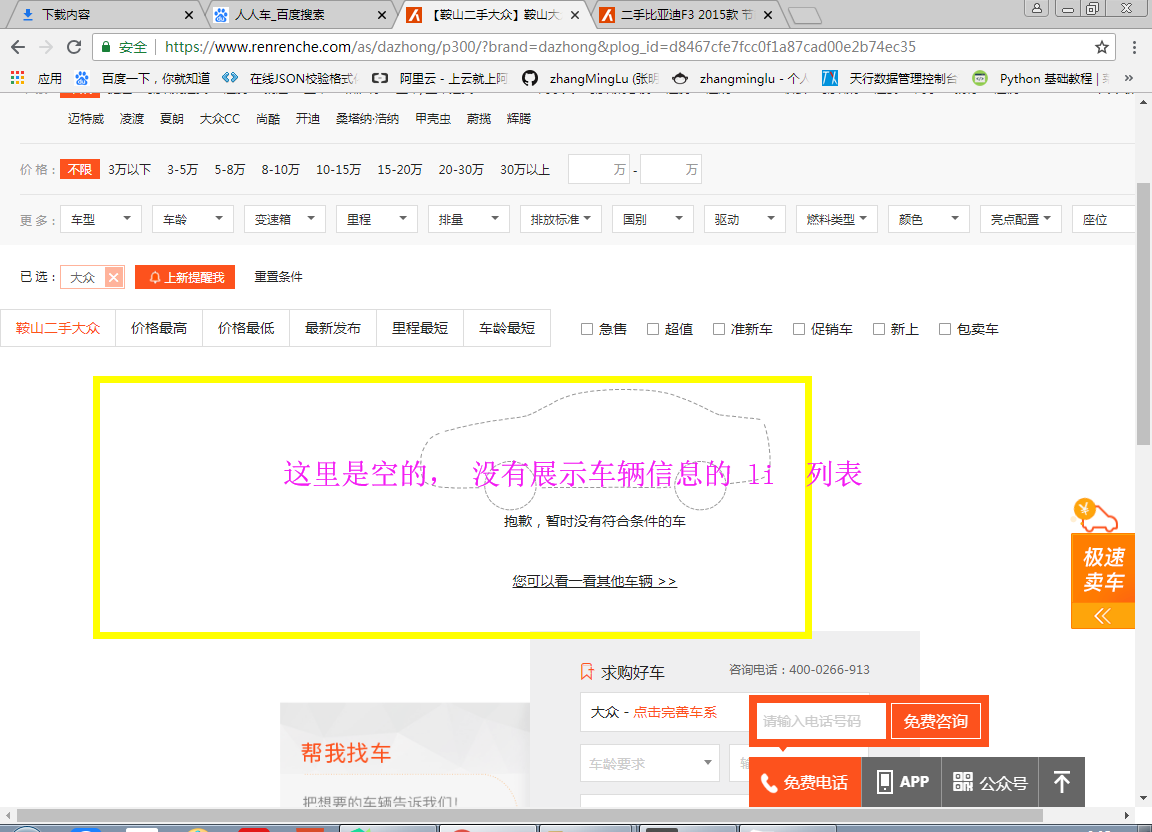 下载内容
人人车_百度搜索
【鞍山二手大众】鞍山大
二手比亚迪F3 2015款 节
安全 https://www.renrenche.com/as/dazhong/p300/?brand=dazhong&plog_id=d8467cfe7fcc0f1a87cad00e2b74ec35
应用 百度一下，你就知道 在线JSON校验格式 阿里云 - 上云就上阿 zhangMingLu (张明 zhangminglu - 个人 天行数据管理控制台 Python 基础教程 | »
迈特威 凌渡 夏朗 大众CC 尚酷 开迪 桑塔纳·浩纳 甲壳虫 蔚揽 辉腾
价格： 不限 3万以下 3-5万 5-8万 8-10万 10-15万 15-20万 20-30万 30万以上 万 - 万
更多： 车型 车龄 变速箱 里程 排量 排放标准 国别 驱动 燃料类型 颜色 亮点配置 座位
已选： 大众 上新提醒我 重置条件
鞍山二手大众 价格最高 价格最低 最新发布 里程最短 车龄最短 急售 超值 准新车 促销车 新上 包卖车
这里是空的， 没有展示车辆信息的 li 列表
抱歉，暂时没有符合条件的车
您可以看一看其他车辆 >>
极速
卖车
求购好车 咨询电话：400-0266-913
大众 - 点击完善车系
请输入电话号码 免费咨询
帮我找车
车龄要求
免费电话 APP 公众号
把想要的车辆告诉我们!